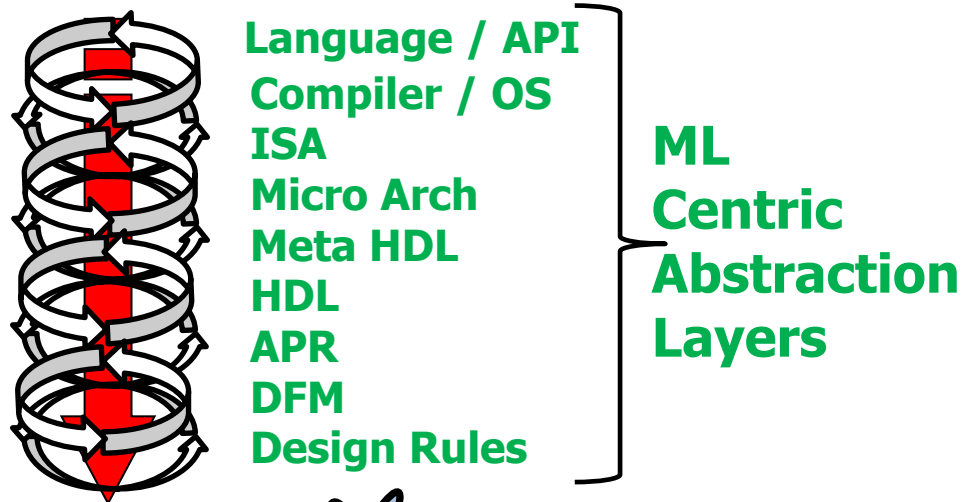 Language / API
Compiler / OS
ISA
Micro Arch
Meta HDL
HDL
APR
DFM
Design Rules
ML
Centric
Abstraction
Layers